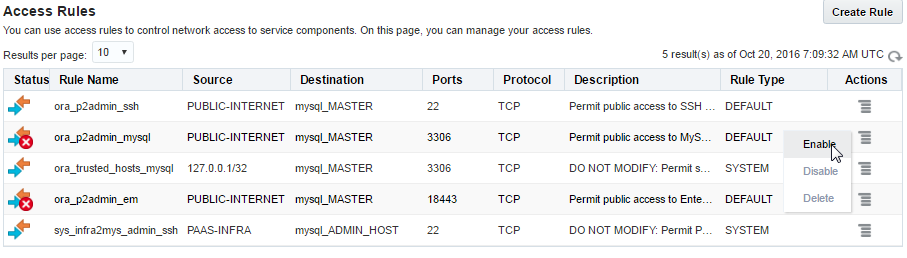 Access Rules
Create Rule
You can use access rules to control network access to service components. On this page, you can manage your access rules.
Results per page: 10
5 result(s) as of Oct 20, 2016 7:09:32 AM UTC
Status Rule Name Source Destination Ports Protocol Description Rule Type Actions
ora_p2admin_ssh PUBLIC-INTERNET mysql_MASTER 22 TCP Permit public access to SSH ... DEFAULT
ora_p2admin_mysql PUBLIC-INTERNET mysql_MASTER 3306 TCP Permit public access to MyS... DEFAULT
Enable
ora_trusted_hosts_mysql 127.0.0.1/32 mysql_MASTER 3306 TCP DO NOT MODIFY: Permit s... SYSTEM
Disable
ora_p2admin_em PUBLIC-INTERNET mysql_MASTER 18443 TCP Permit public access to Ente... DEFAULT
Delete
sys_infra2mys_admin_ssh PAAS-INFRA mysql_ADMIN_HOST 22 TCP DO NOT MODIFY: Permit P... SYSTEM